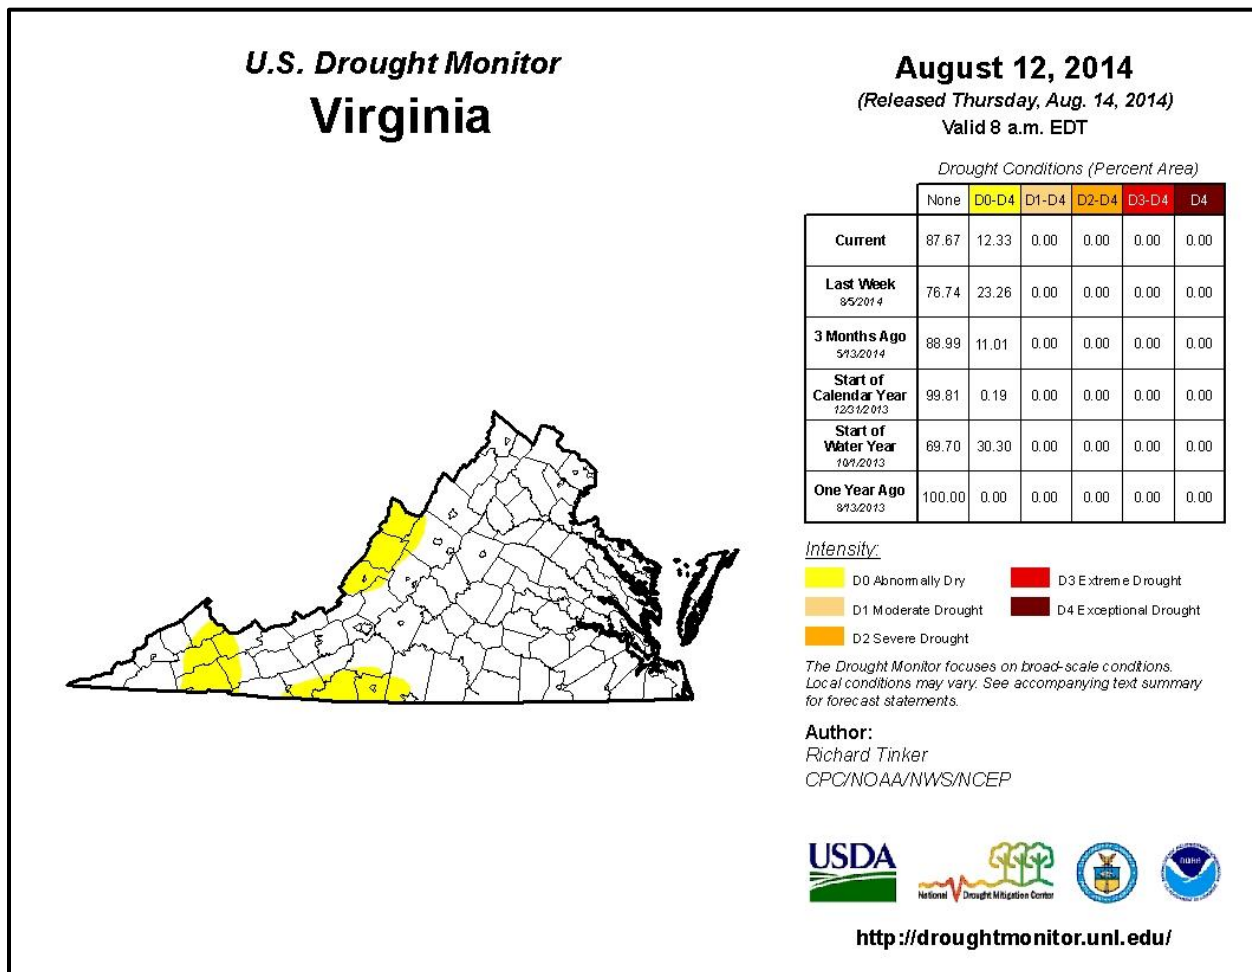 U.S. Drought Monitor
Virginia
August 12, 2014
(Released Thursday, Aug. 14, 2014)
Valid 8 a.m. EDT
Drought Conditions (Percent Area)
None D0-D4 D1-D4 D2-D4 D3-D4 D4
Current 87.67 12.33 0.00 0.00 0.00 0.00
Last Week
8/5/2014 76.74 23.26 0.00 0.00 0.00 0.00
3 Months Ago
5/13/2014 88.99 11.01 0.00 0.00 0.00 0.00
Start of
Calendar Year
12/31/2013 99.81 0.19 0.00 0.00 0.00 0.00
Start of
Water Year
10/1/2013 69.70 30.30 0.00 0.00 0.00 0.00
One Year Ago
8/13/2013 100.00 0.00 0.00 0.00 0.00 0.00
Intensity:
D0 Abnormally Dry
D1 Moderate Drought
D2 Severe Drought
D3 Extreme Drought
D4 Exceptional Drought
The Drought Monitor focuses on broad-scale conditions.
Local conditions may vary. See accompanying text summary
for forecast statements.
Author:
Richard Tinker
CPC/NOAA/NWS/NCEP
USDA
National Drought Mitigation Center
NOAA
http://droughtmonitor.unl.edu/